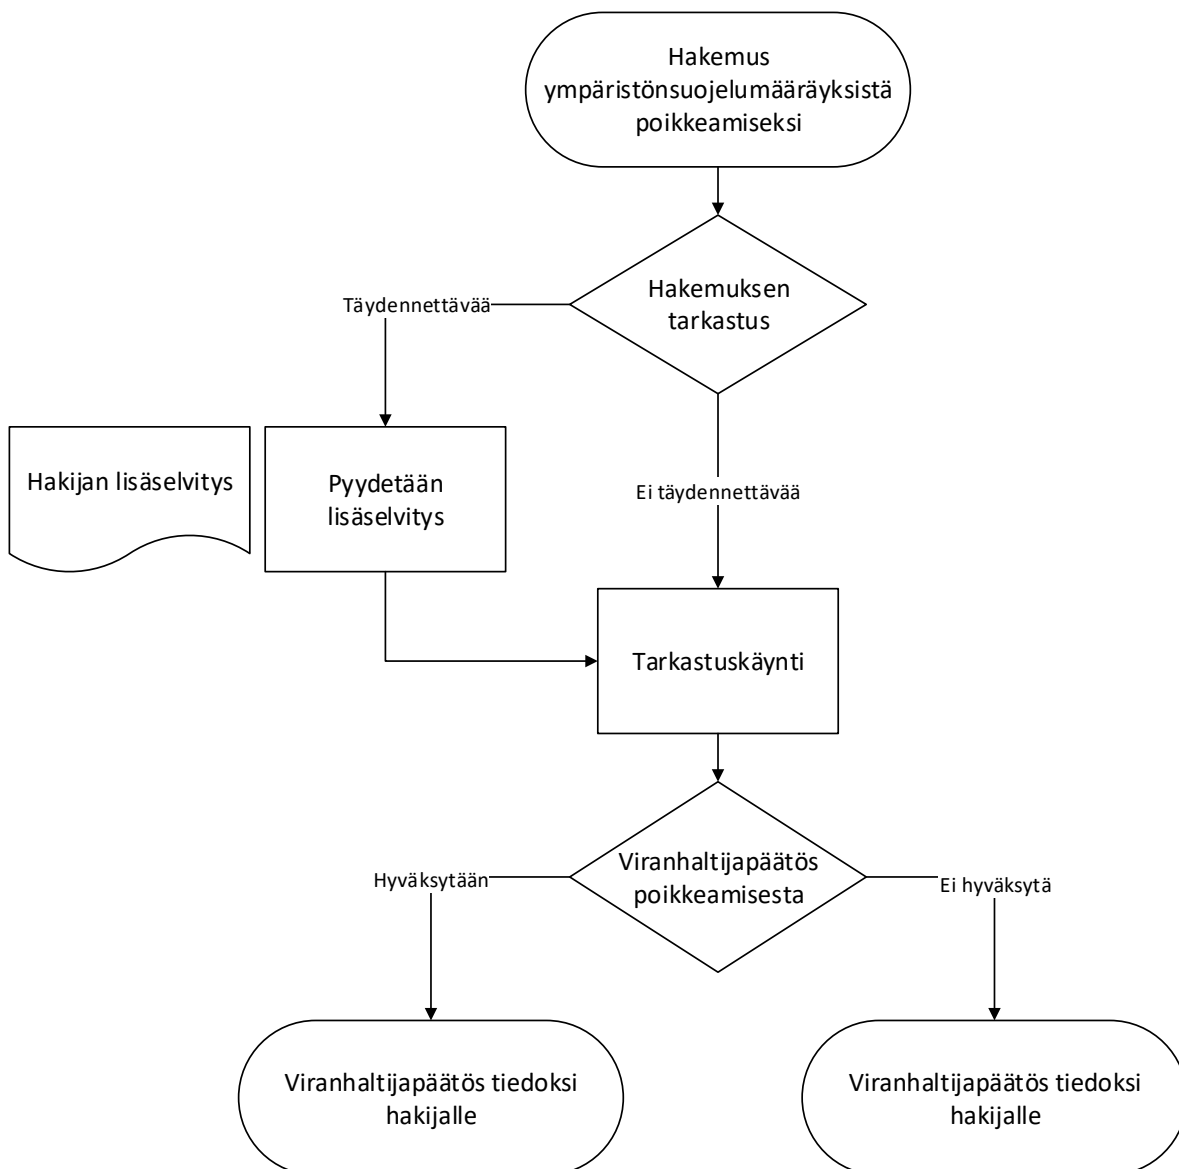 Hakemus
ympäristönsuojelumääräyksistä
poikkeamiseksi
Hakemuksen
tarkastus
Täydennettävää
Hakijan lisäselvitys
Pyydetään
lisäselvitys
Ei täydennettävää
Tarkastuskäynti
Viranhaltijapäätös
poikkeamisesta
Hyväksytään
Ei hyväksytä
Viranhaltijapäätös tiedoksi
hakijalle
Viranhaltijapäätös tiedoksi
hakijalle